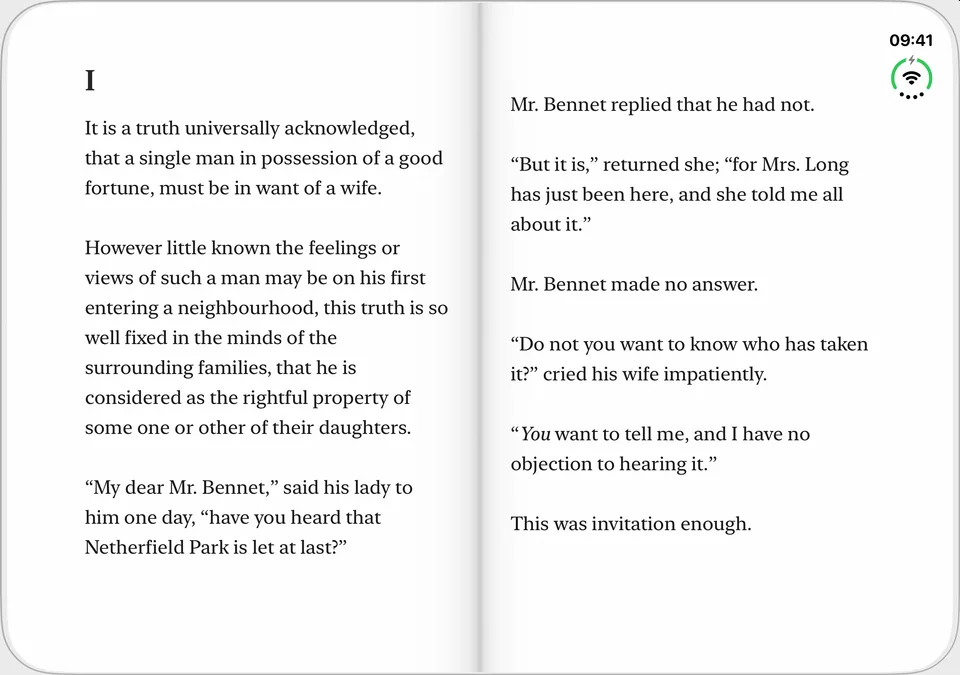 I
It is a truth universally acknowledged,
that a single man in possession of a good
fortune, must be in want of a wife.
However little known the feelings or
views of such a man may be on his first
entering a neighbourhood, this truth is so
well fixed in the minds of the
surrounding families, that he is
considered as the rightful property of
some one or other of their daughters.
“My dear Mr. Bennet,” said his lady to
him one day, “have you heard that
Netherfield Park is let at last?”
09:41
Mr. Bennet replied that he had not.
“But it is,” returned she; “for Mrs. Long
has just been here, and she told me all
about it.”
Mr. Bennet made no answer.
“Do not you want to know who has taken
it?” cried his wife impatiently.
“You want to tell me, and I have no
objection to hearing it.”
This was invitation enough.